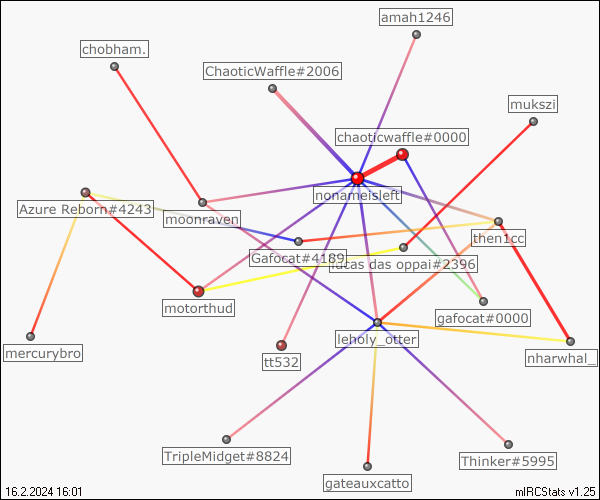 amah1246
chobham.
ChaoticWaffle#2006
mukszi
chaoticwaffle#0000
nonameisleft
Azure Reborn#4243
moonraven
then1cc
Gafocat#4189
lucas das oppai#2396
motorthud
gafocat#0000
mercurybro
leholy_otter
tt532
nharwhal_
TripleMidget#8824
Thinker#5995
gateauxcatto
16.2.2024 16:01
mIRCStats v1.25